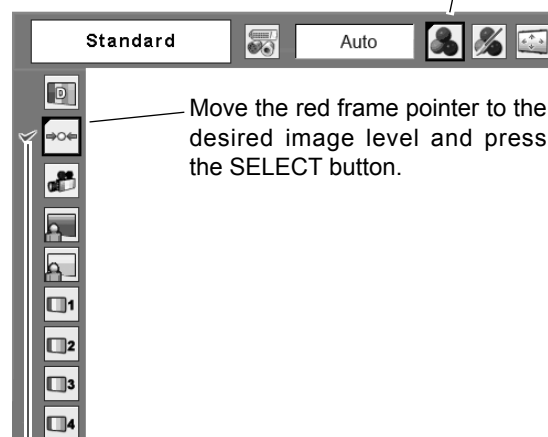 Standard
Auto
D
Move the red frame pointer to the
desired image level and press
the SELECT button.
1
2
3
4